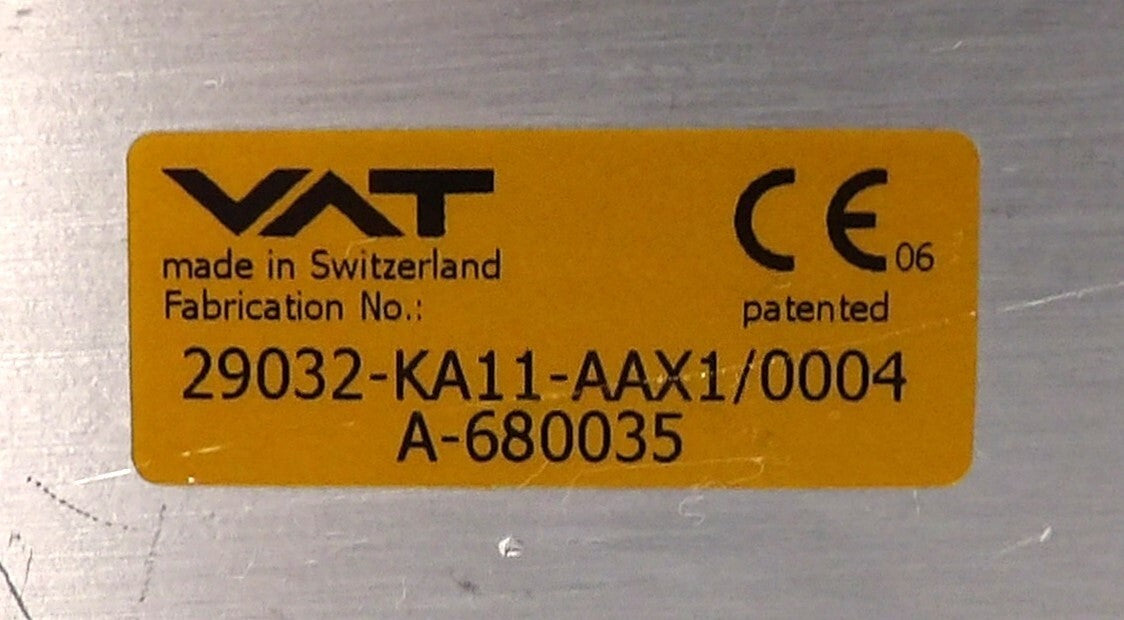 VAT
CE 06
made in Switzerland
Fabrication No.:
patented
29032-KA11-AAX1/0004
A-680035